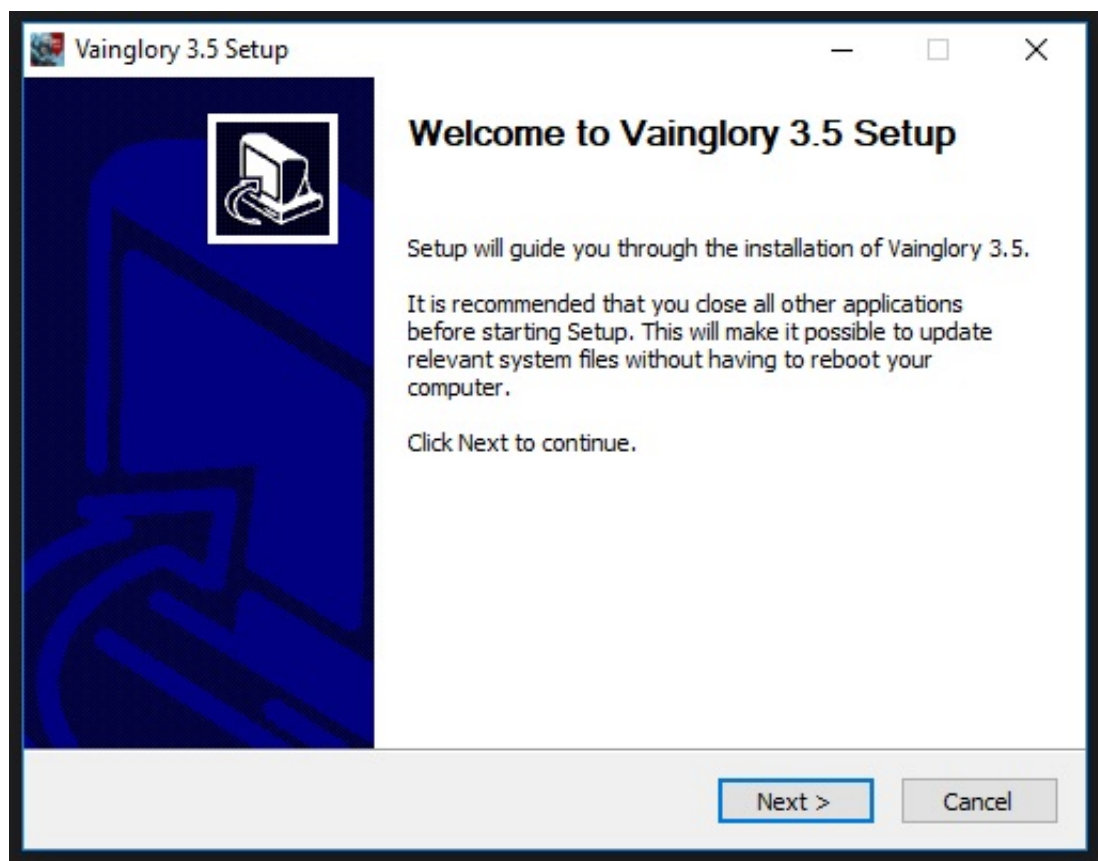 Vainglory 3.5 Setup
Welcome to Vainglory 3.5 Setup
Setup will guide you through the installation of Vainglory 3.5.
It is recommended that you close all other applications
before starting Setup. This will make it possible to update
relevant system files without having to reboot your
computer.
Click Next to continue.
Next >
Cancel